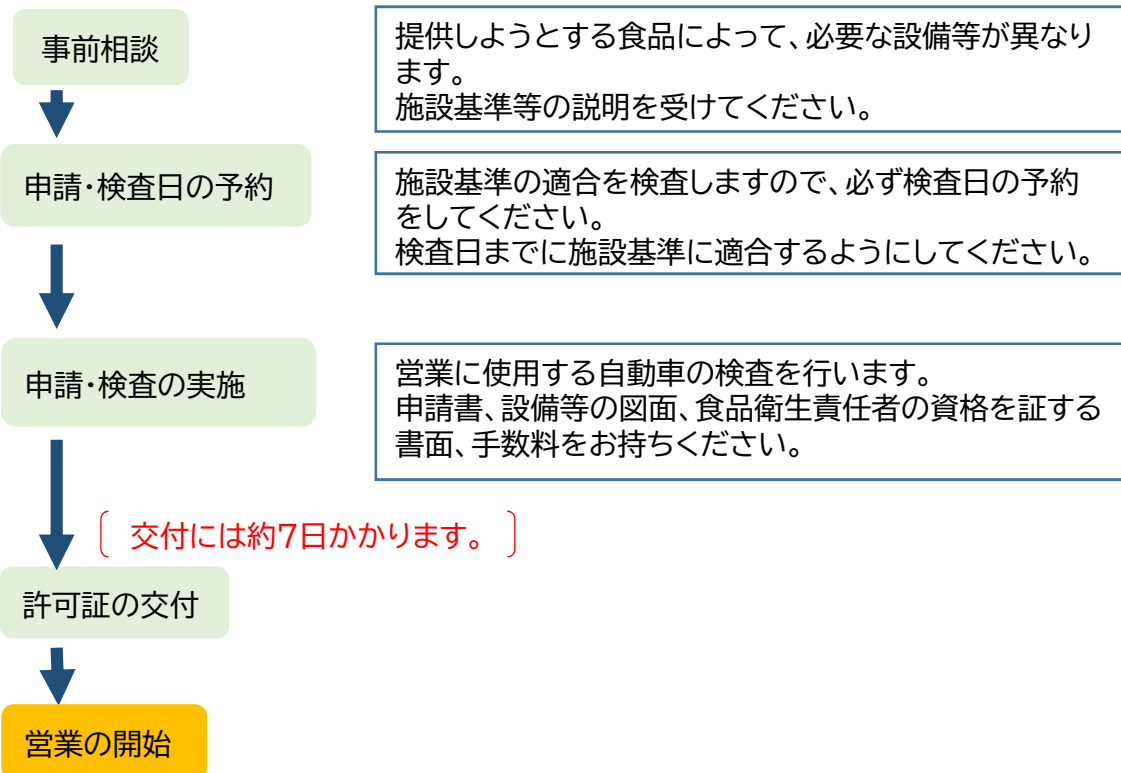 事前相談
提供しようとする食品によって、必要な設備等が異なり
ます。
施設基準等の説明を受けてください。
申請・検査日の予約
施設基準の適合を検査しますので、必ず検査日の予約
をしてください。
検査日までに施設基準に適合するようにしてください。
申請・検査の実施
営業に使用する自動車の検査を行います。
申請書、設備等の図面、食品衛生責任者の資格を証する
書面、手数料をお持ちください。
交付には約7日かかります。
許可証の交付
営業の開始